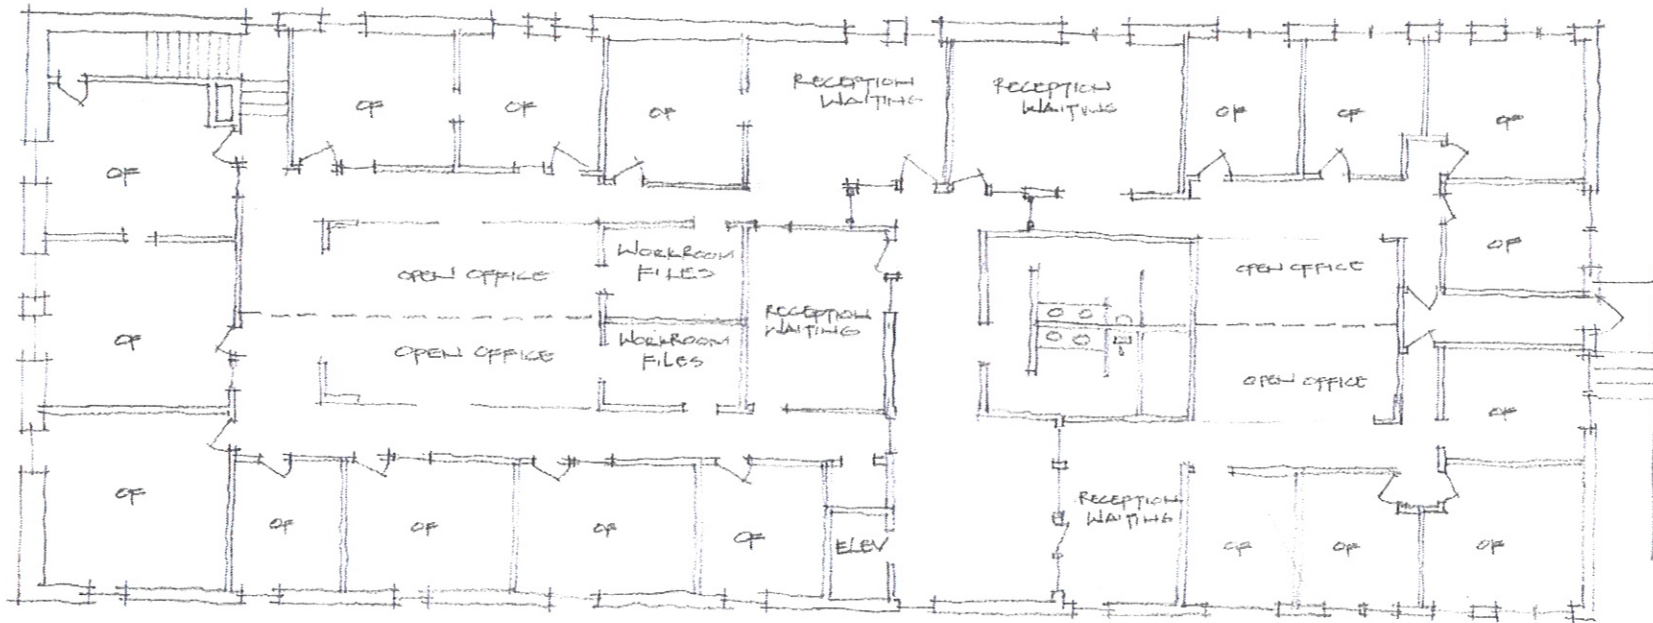 RECEPTION
WAITING
RECEPTION
WAITING
OF
OF
OF
OF
OF
OF
OF
WORKROOM
FILES
OPEN OFFICE
OPEN OFFICE
OF
RECEPTION
WAITING
OF
OPEN OFFICE
WORKROOM
FILES
OPEN OFFICE
OF
OF
RECEPTION
WAITING
OF
OF
OF
OF
ELEV
OF
OF
OF